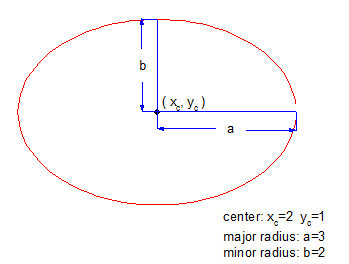 b
( xc, yc )
a
center: xc=2 yc=1
major radius: a=3
minor radius: b=2